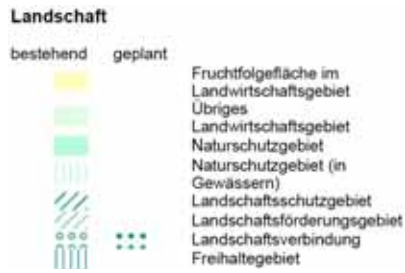 Landschaft
bestehend geplant
Fruchtfolgefläche im
Landwirtschaftsgebiet
Übriges
Landwirtschaftsgebiet
Naturschutzgebiet
Naturschutzgebiet (in
Gewässern)
Landschaftsschutzgebiet
Landschaftsförderungsgebiet
Landschaftsverbindung
Freihaltegebiet